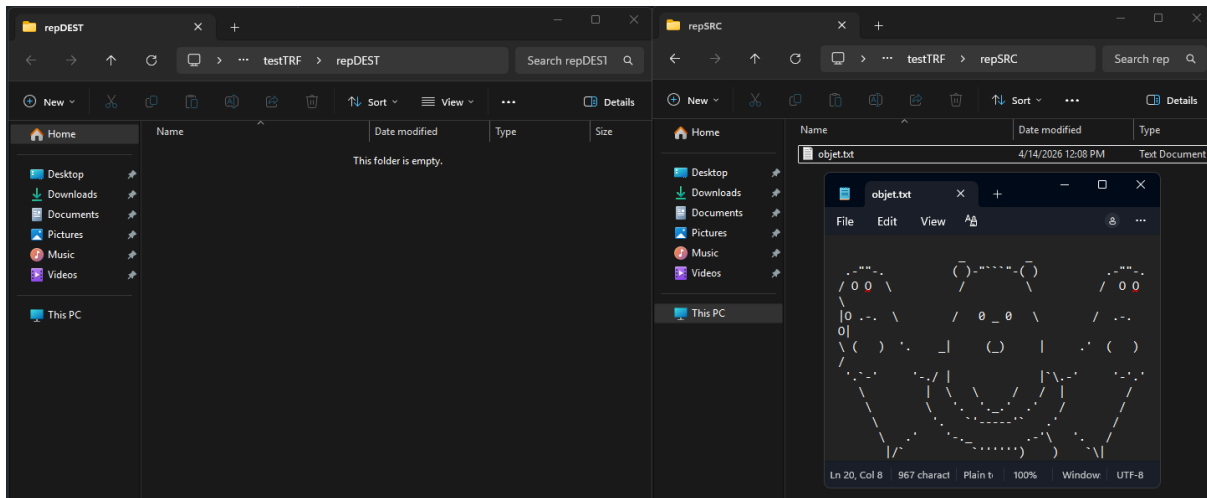 repDEST
testTRF > repDEST
Search repDEST
New
Sort
View
Details
Home
Name
Date modified
Type
Size
This folder is empty.
Desktop
Downloads
Documents
Pictures
Music
Videos
This PC
repSRC
testTRF > repSRC
Search rep
New
Sort
Details
Home
Name
Date modified
Type
objet.txt
4/14/2026 12:08 PM
Text Document
Desktop
Downloads
Documents
Pictures
Music
Videos
This PC
objet.txt
File
Edit
View
Ln 20, Col 8
967 charact
Plain t
100%
Window
UTF-8